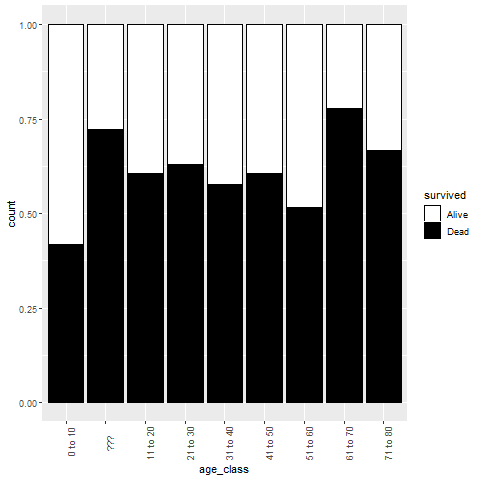 1.00
0.75
0.50
0.25
0.00
count
0 to 10
???
11 to 20
21 to 30
31 to 40
41 to 50
51 to 60
61 to 70
71 to 80
age_class
survived
Alive
Dead